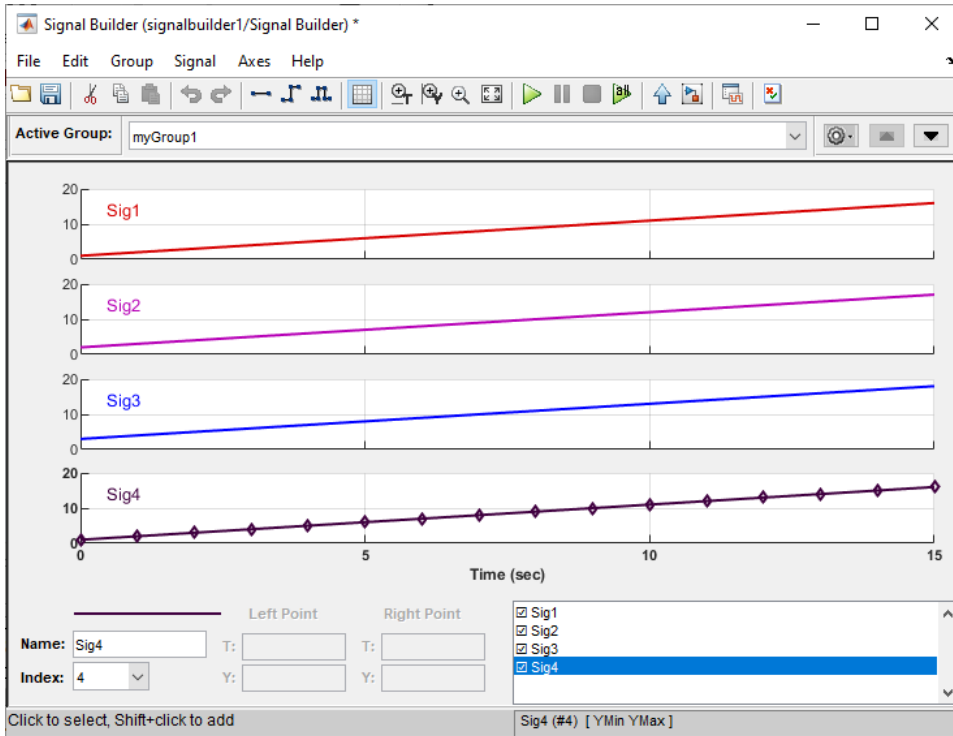 Signal Builder (signalbuilder1/Signal Builder) *
File Edit Group Signal Axes Help
Active Group: myGroup1
20
10
0
Sig1
20
10
0
Sig2
20
10
0
Sig3
20
10
0
Sig4
0 5 10 15
Time (sec)
Left Point Right Point
Name: Sig4 T: T:
Index: 4 Y: Y:
Sig1
Sig2
Sig3
Sig4
Click to select, Shift+click to add
Sig4 (#4) [ YMin YMax ]